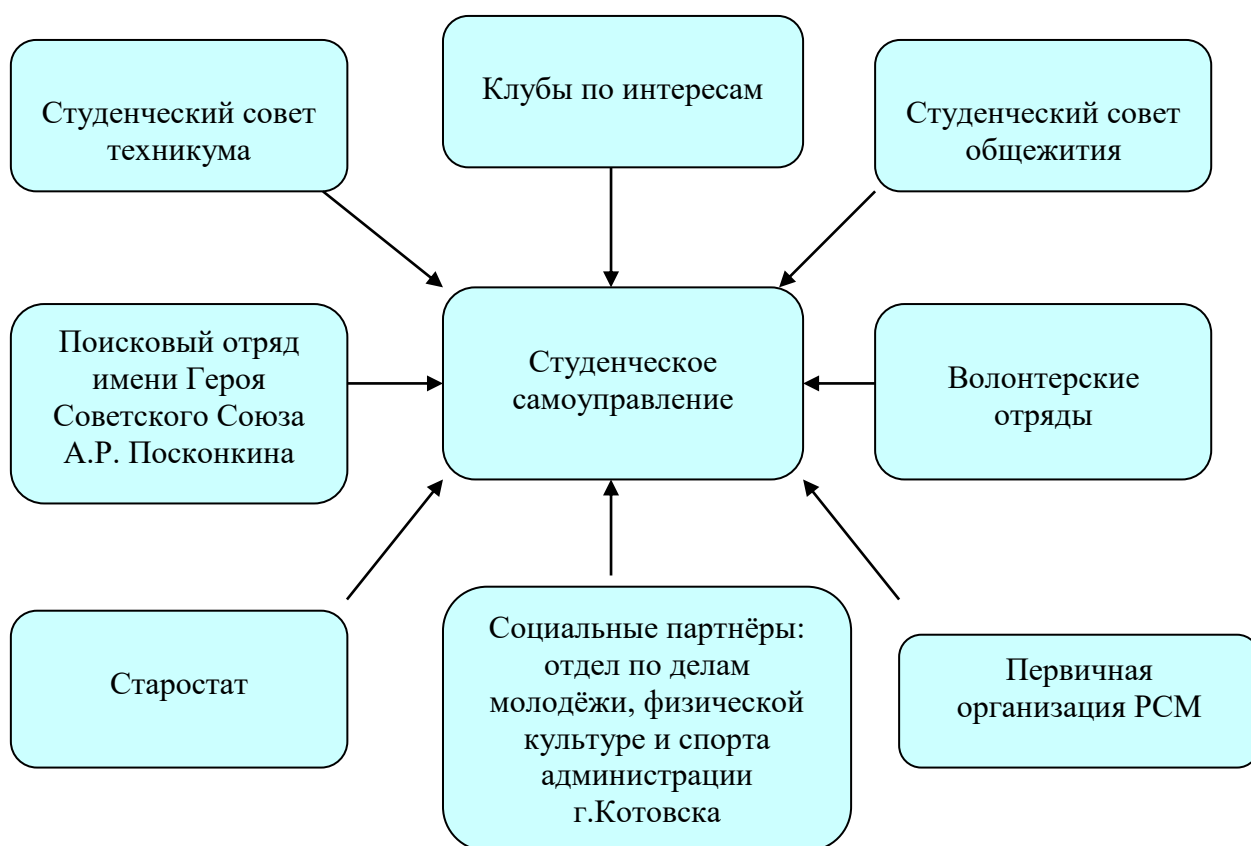 Студенческий совет
техникума
Клубы по интересам
Студенческий совет
общежития
Поисковый отряд
имени Героя
Советского Союза
А.Р. Посконкина
Студенческое
самоуправление
Волонтерские
отряды
Старостат
Социальные партнёры:
отдел по делам
молодёжи, физической
культуре и спорта
администрации
г.Котовска
Первичная
организация РСМ